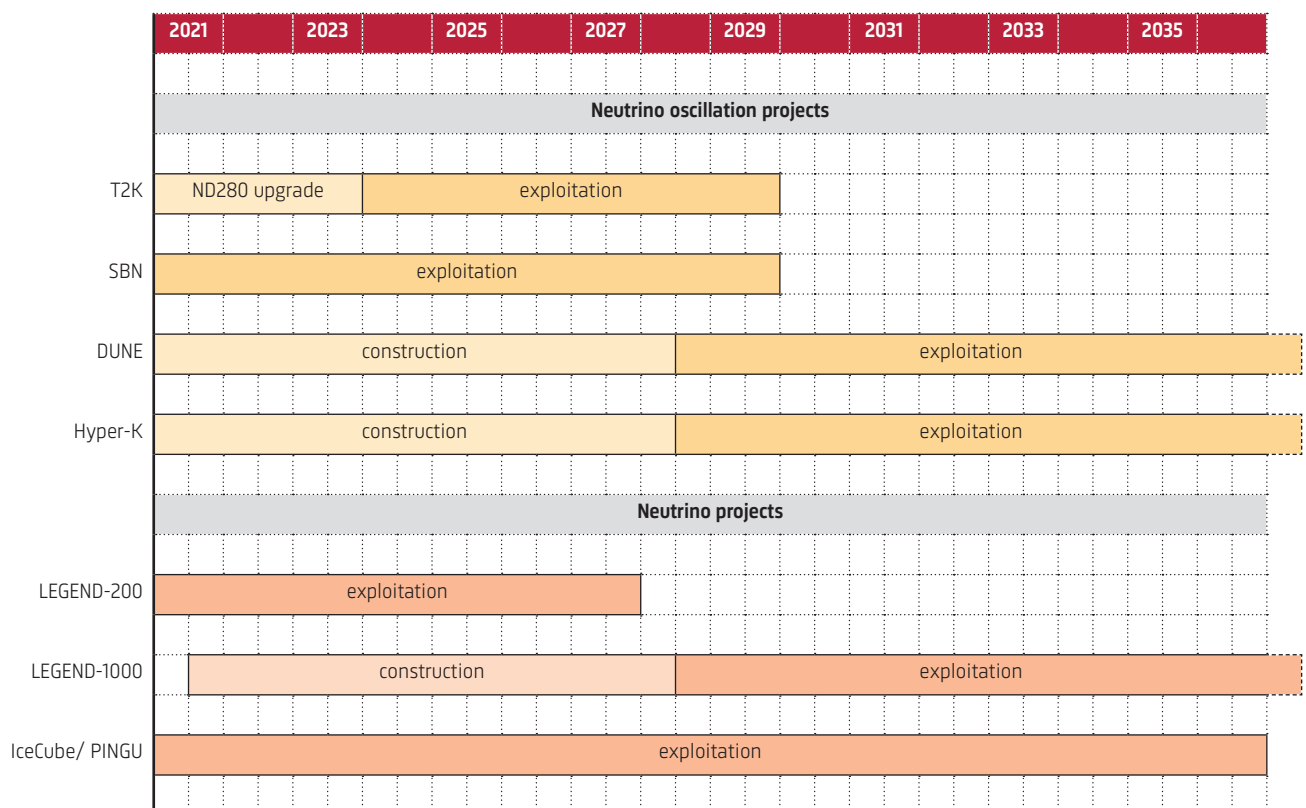 2021 2023 2025 2027 2029 2031 2033 2035
Neutrino oscillation projects
T2K ND280 upgrade exploitation
SBN exploitation
DUNE construction exploitation
Hyper-K construction exploitation
Neutrino projects
LEGEND-200 exploitation
LEGEND-1000 construction exploitation
IceCube/ PINGU exploitation